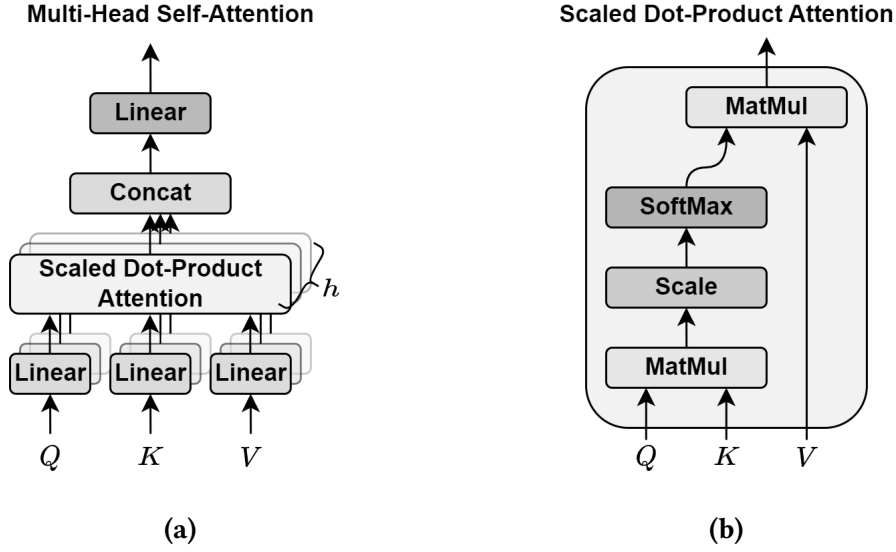 Multi-Head Self-Attention
Linear
Concat
Scaled Dot-Product
Attention
h
Linear Linear Linear
Q K V
(a)
Scaled Dot-Product Attention
MatMul
SoftMax
Scale
MatMul
Q K V
(b)